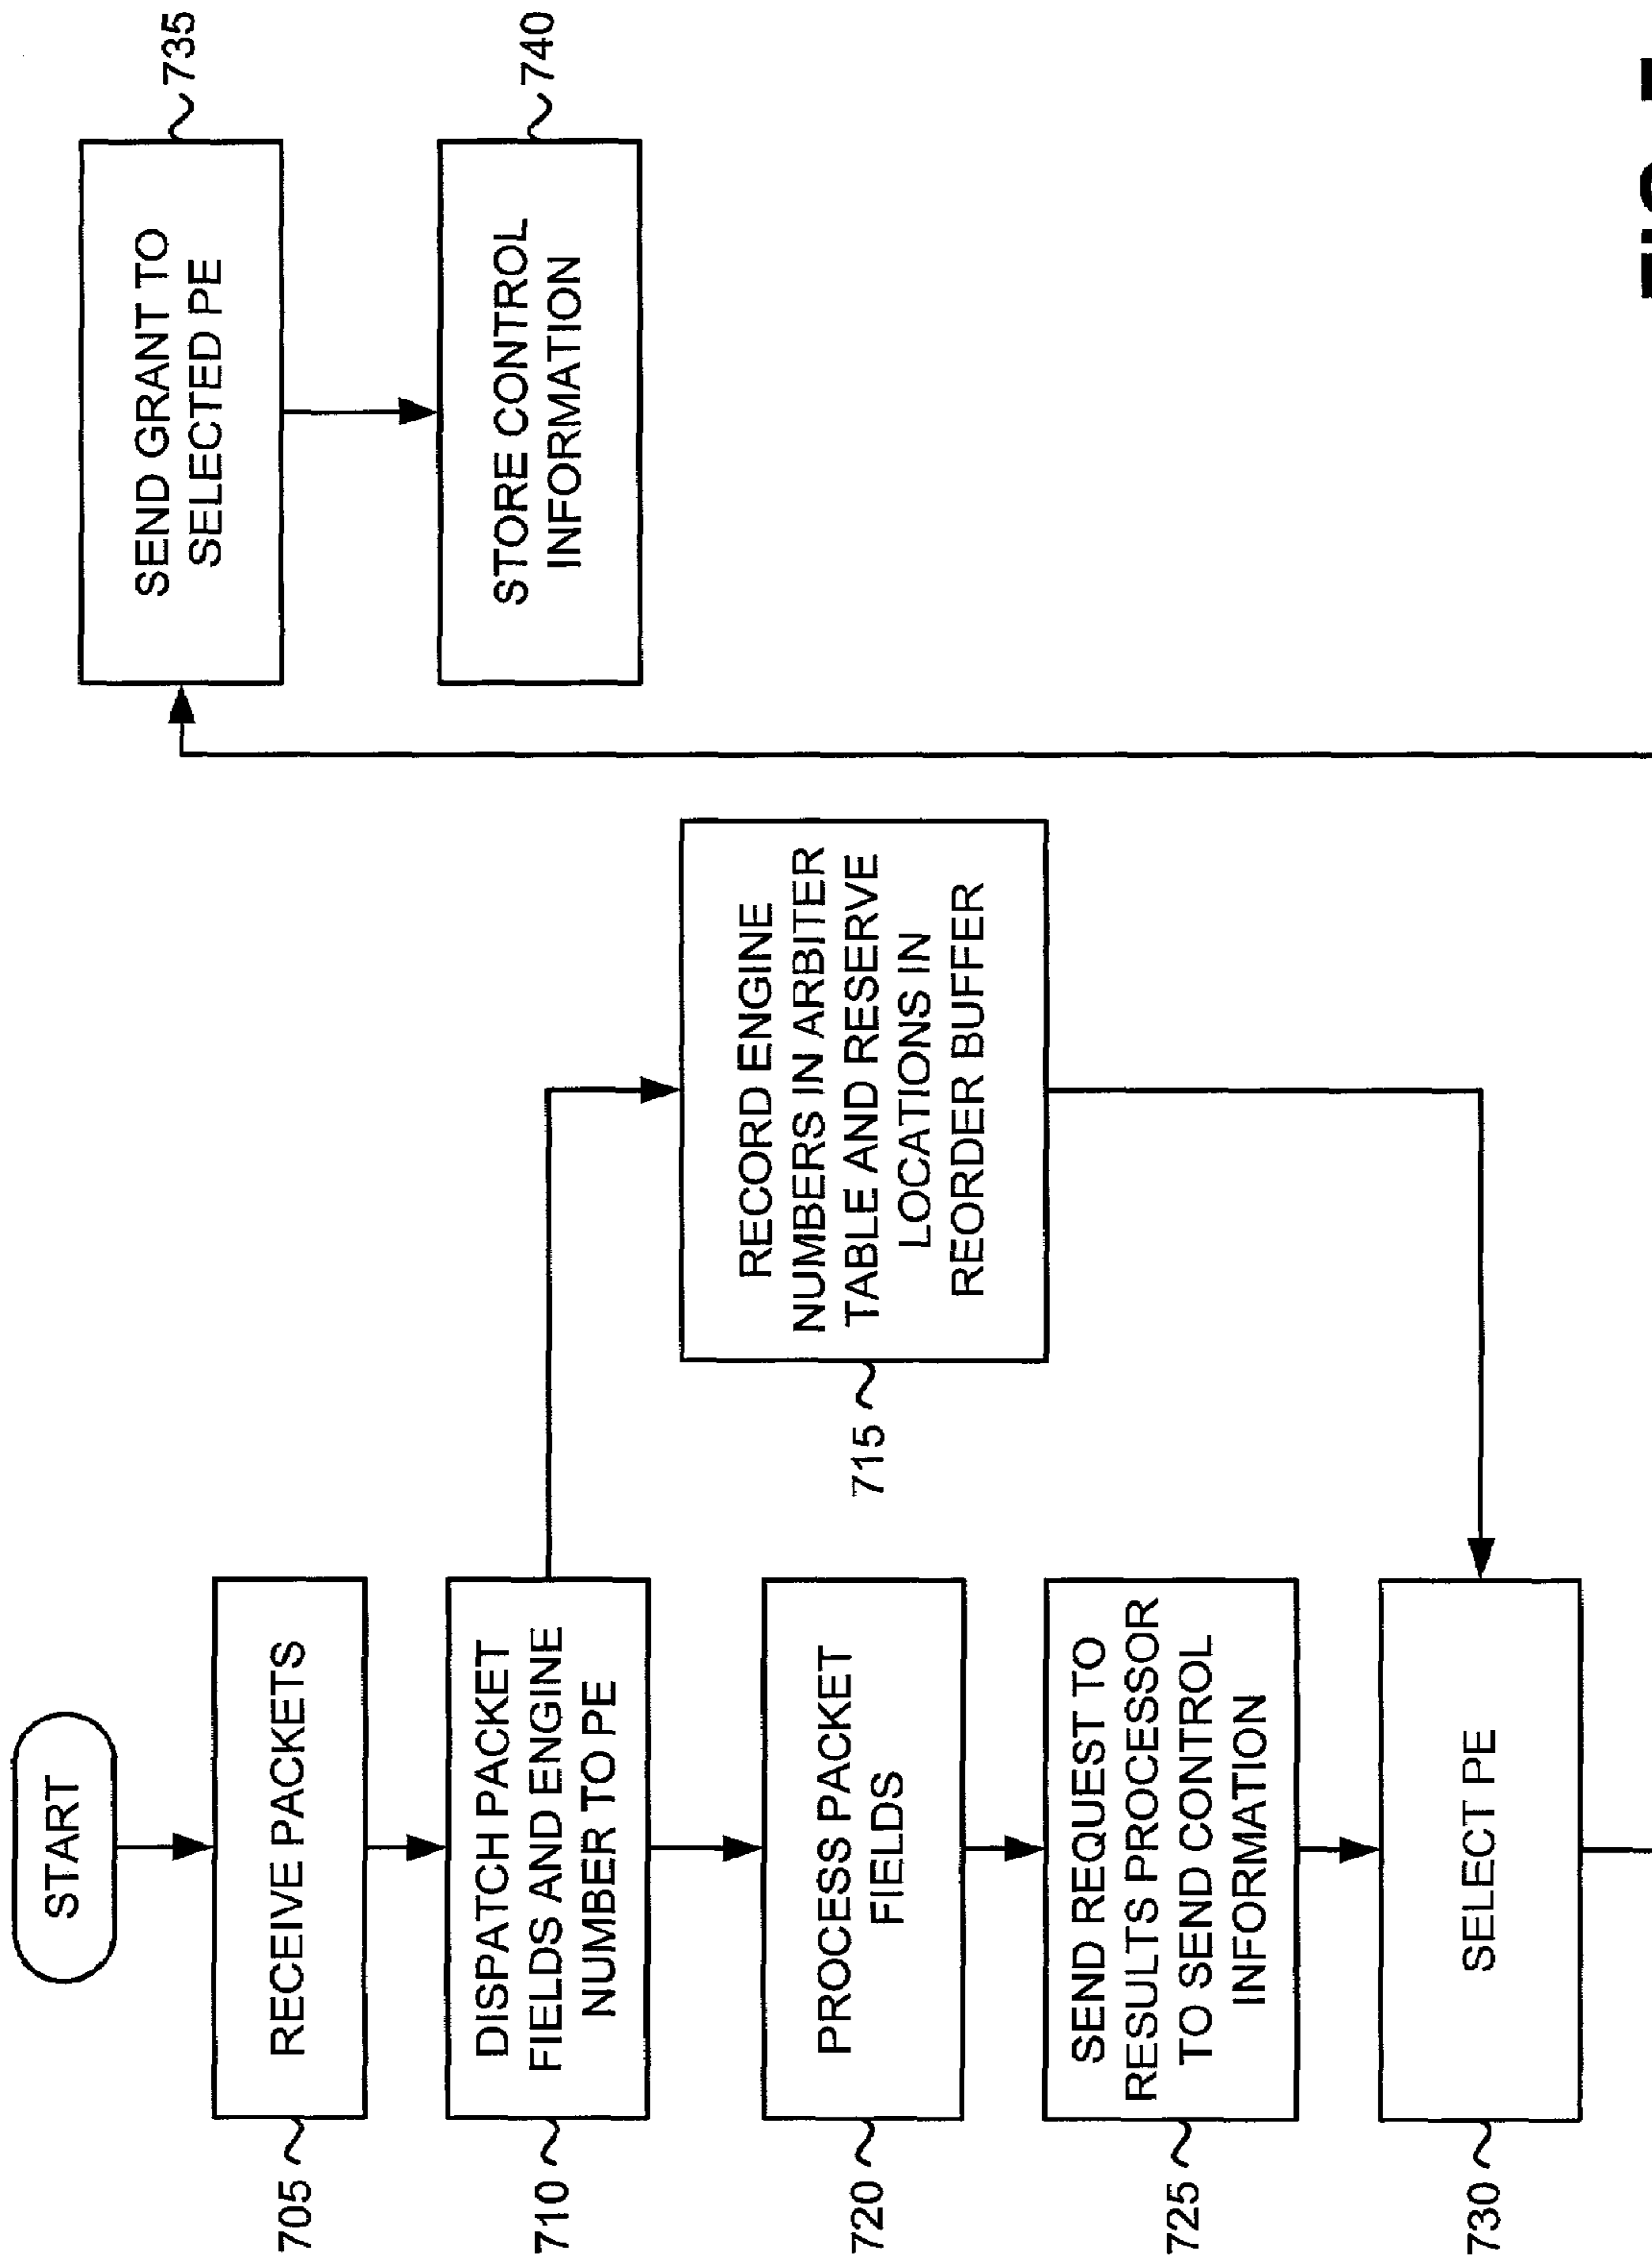 START
705
RECEIVE PACKETS
710
DISPATCH PACKET
FIELDS AND ENGINE
NUMBER TO PE
715
RECORD ENGINE
NUMBERS IN ARBITER
TABLE AND RESERVE
LOCATIONS IN
REORDER BUFFER
720
PROCESS PACKET
FIELDS
725
SEND REQUEST TO
RESULTS PROCESSOR
TO SEND CONTROL
INFORMATION
730
SELECT PE
SEND GRANT TO
SELECTED PE
735
STORE CONTROL
INFORMATION
740